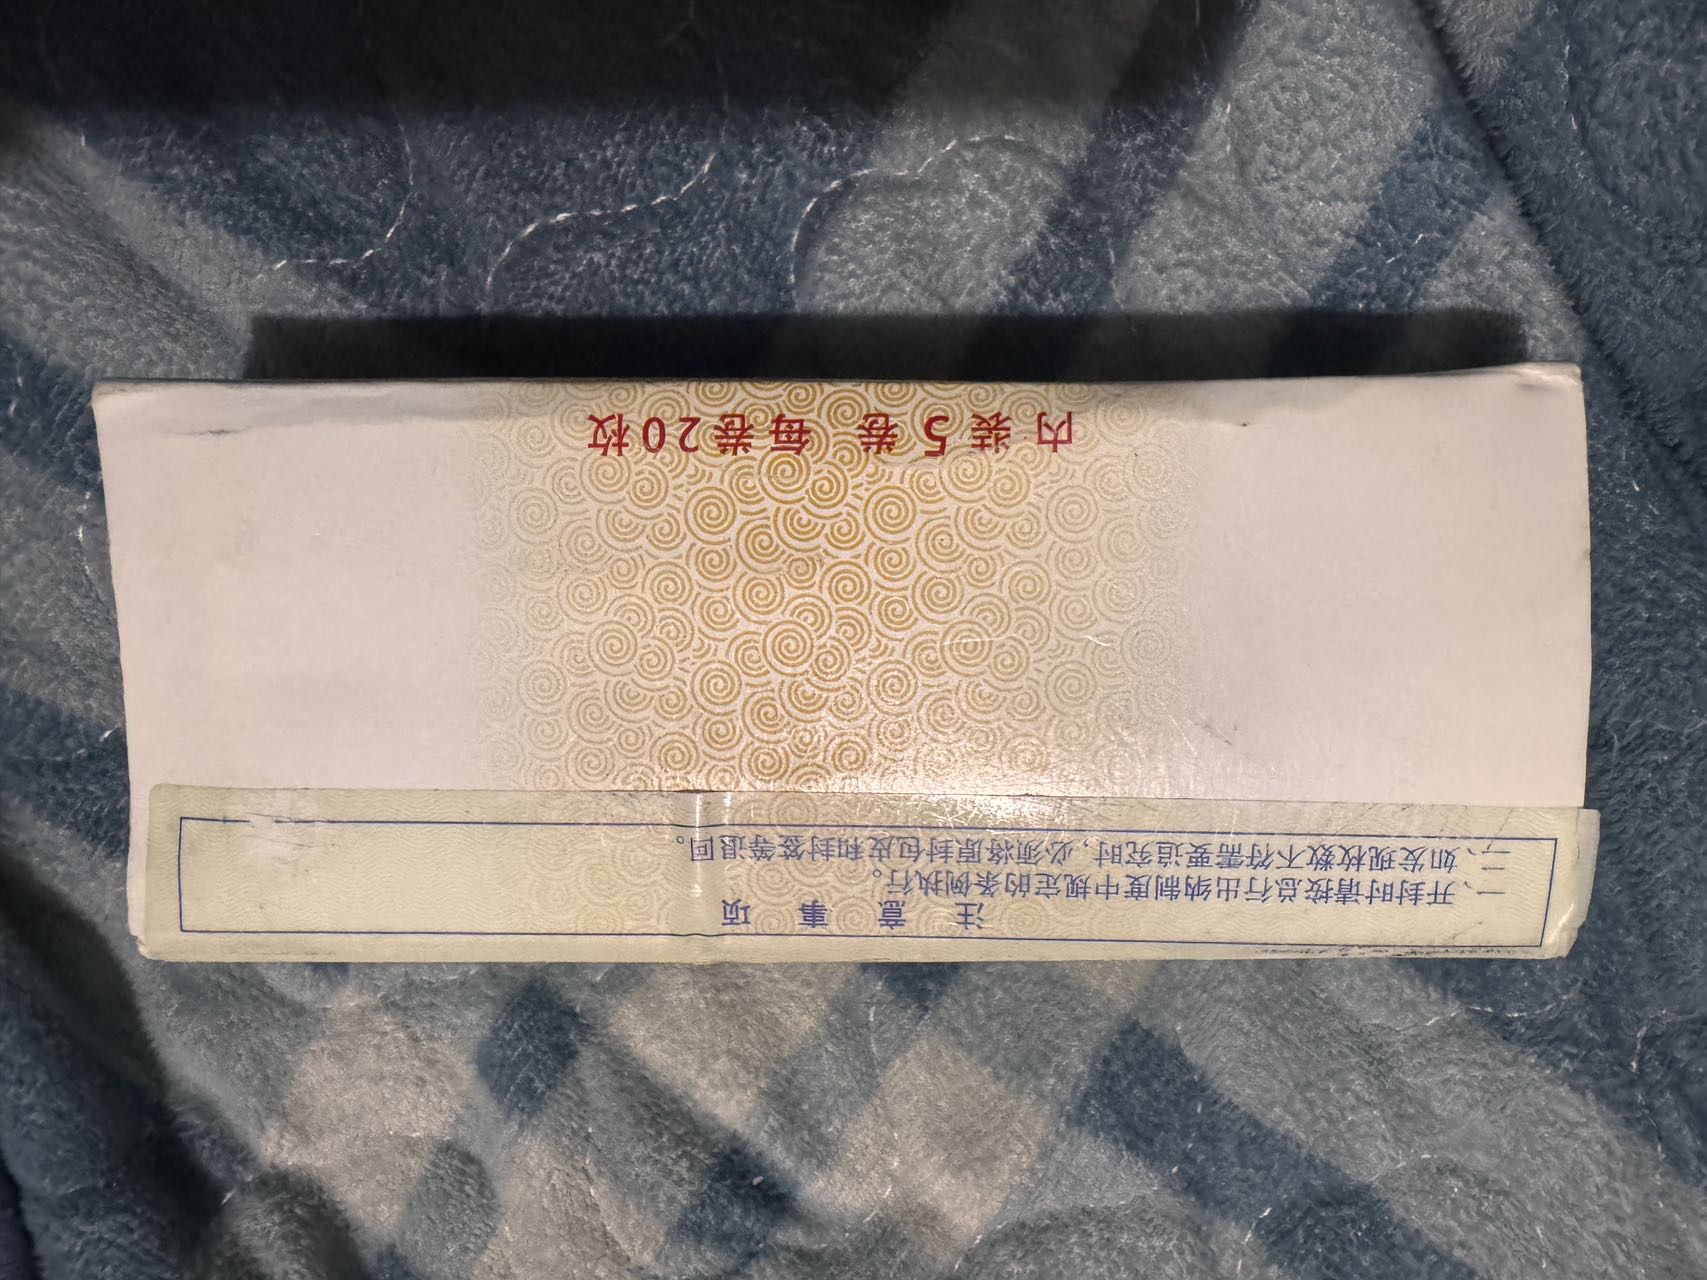 注意事项
一、开封时请按总行出纳制度中规定的条例执行。
二、如发现枚数不符需要追究时，必须将原封包皮和封签等退回。
内装5卷 每卷20枚